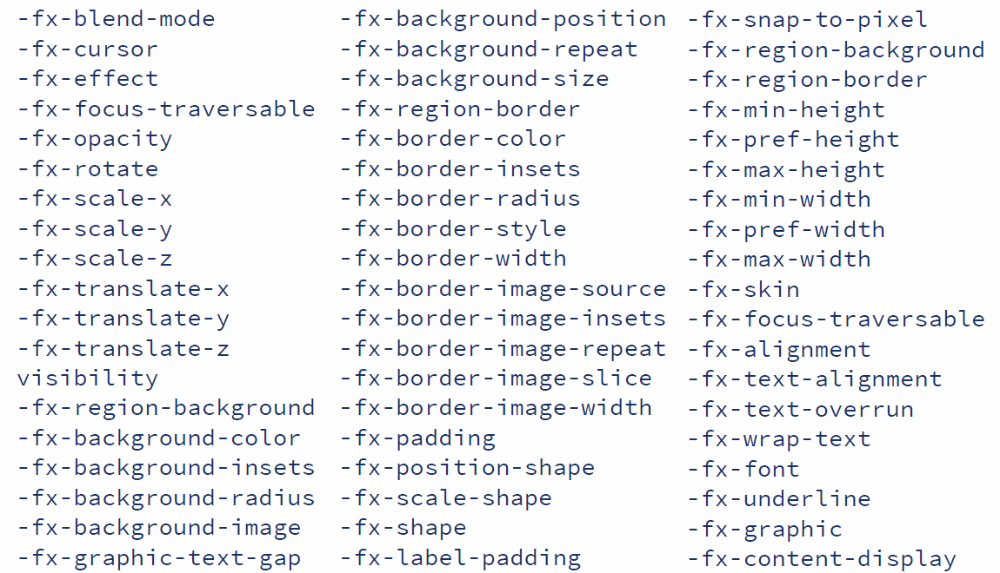 -fx-blend-mode
-fx-cursor
-fx-effect
-fx-focus-traversable
-fx-opacity
-fx-rotate
-fx-scale-x
-fx-scale-y
-fx-scale-z
-fx-translate-x
-fx-translate-y
-fx-translate-z
visibility
-fx-region-background
-fx-background-color
-fx-background-insets
-fx-background-radius
-fx-background-image
-fx-graphic-text-gap
-fx-background-position
-fx-background-repeat
-fx-background-size
-fx-region-border
-fx-border-color
-fx-border-insets
-fx-border-radius
-fx-border-style
-fx-border-width
-fx-border-image-source
-fx-border-image-insets
-fx-border-image-repeat
-fx-border-image-slice
-fx-border-image-width
-fx-padding
-fx-position-shape
-fx-scale-shape
-fx-shape
-fx-label-padding
-fx-snap-to-pixel
-fx-region-background
-fx-region-border
-fx-min-height
-fx-pref-height
-fx-max-height
-fx-min-width
-fx-pref-width
-fx-max-width
-fx-skin
-fx-focus-traversable
-fx-alignment
-fx-text-alignment
-fx-text-overrun
-fx-wrap-text
-fx-font
-fx-underline
-fx-graphic
-fx-content-display